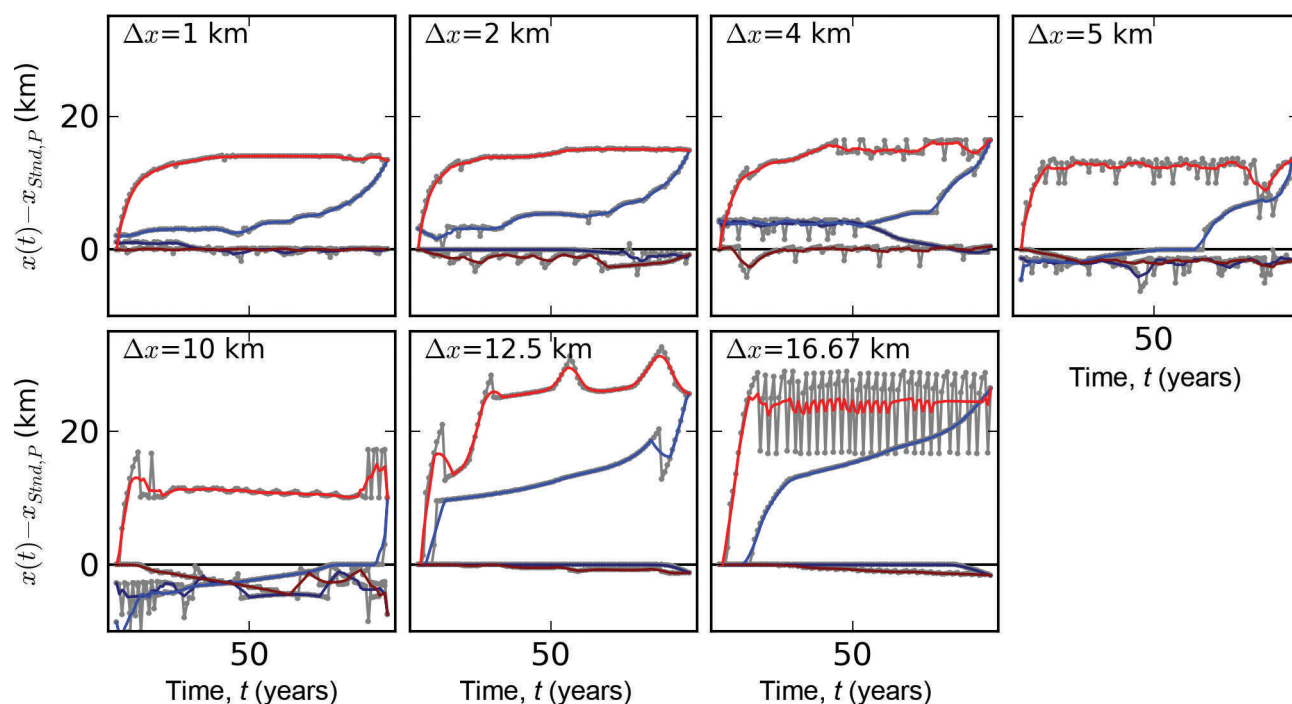 Δx=1 km
Δx=2 km
Δx=4 km
Δx=5 km
x(t)−x_{Stnd,P} (km)
20
0
50
Time, t (years)
Δx=10 km
Δx=12.5 km
Δx=16.67 km
x(t)−x_{Stnd,P} (km)
20
0
50
50
50
Time, t (years)
Time, t (years)
Time, t (years)